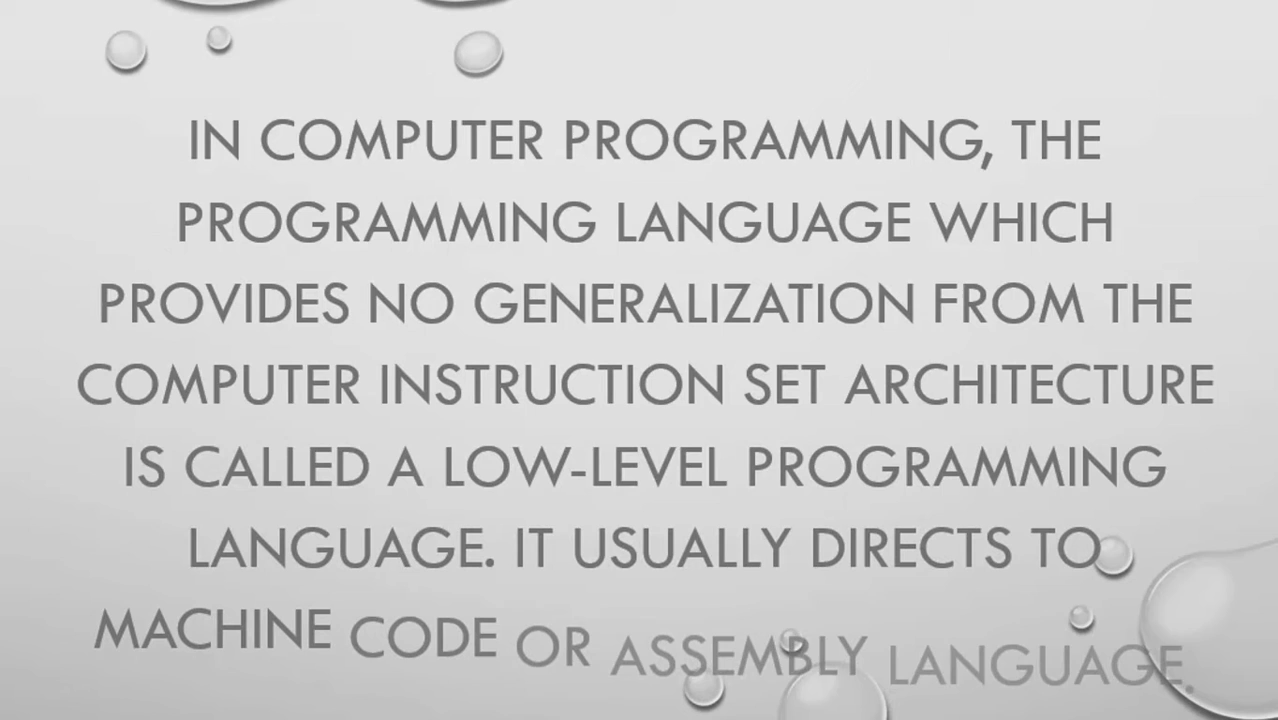 IN COMPUTER PROGRAMMING, THE
PROGRAMMING LANGUAGE WHICH
PROVIDES NO GENERALIZATION FROM THE
COMPUTER INSTRUCTION SET ARCHITECTURE
IS CALLED A LOW-LEVEL PROGRAMMING
LANGUAGE. IT USUALLY DIRECTS TO
MACHINE CODE OR ASSEMBLY LANGUAGE.